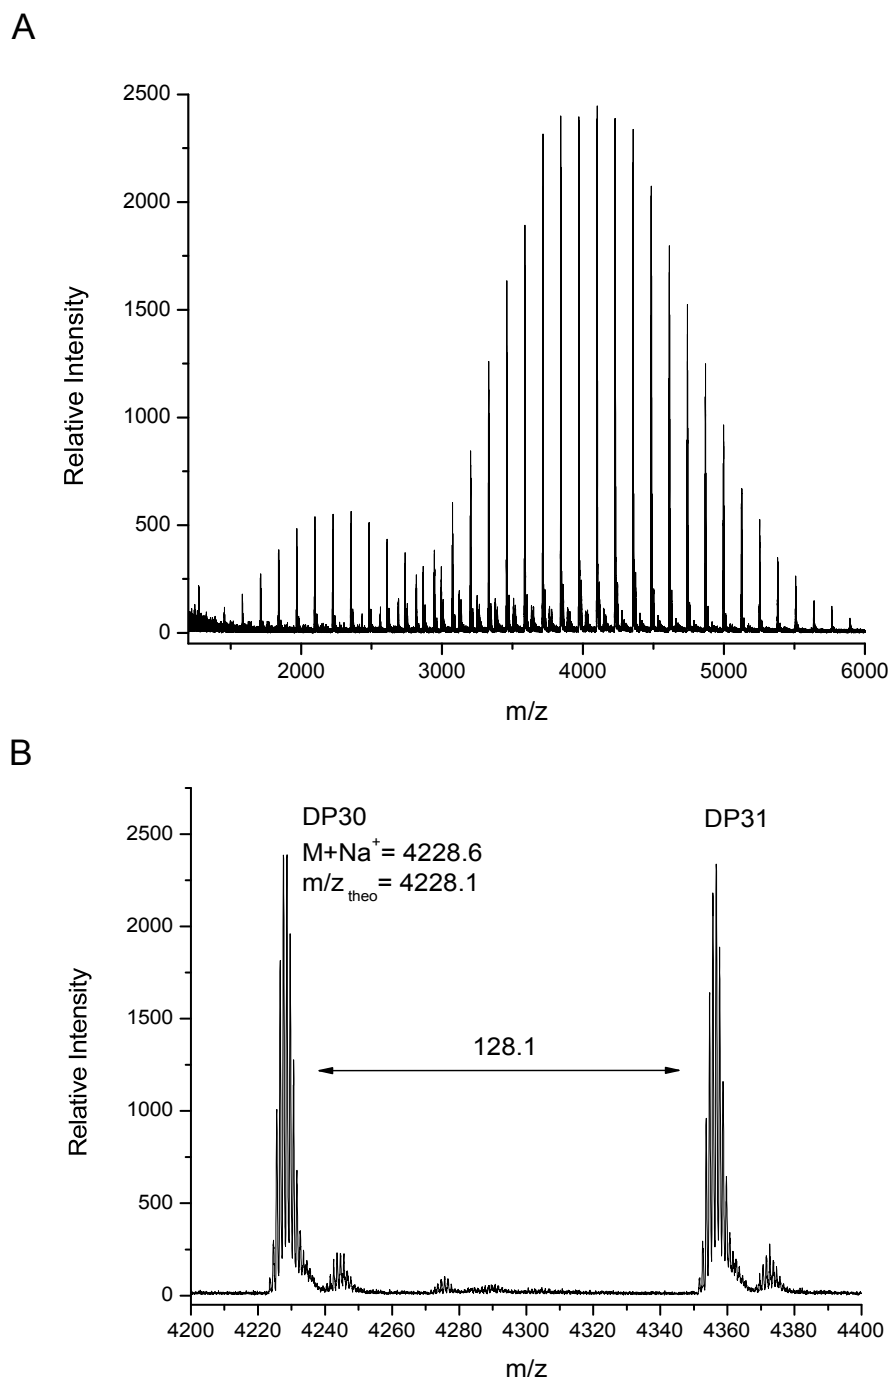 A
2500
2000
1500
1000
500
0
Relative Intensity
2000 3000 4000 5000 6000
m/z
B
DP30
M+Na+= 4228.6
m/z theo= 4228.1
DP31
128.1
2500
2000
1500
1000
500
0
Relative Intensity
4200 4220 4240 4260 4280 4300 4320 4340 4360 4380 4400
m/z